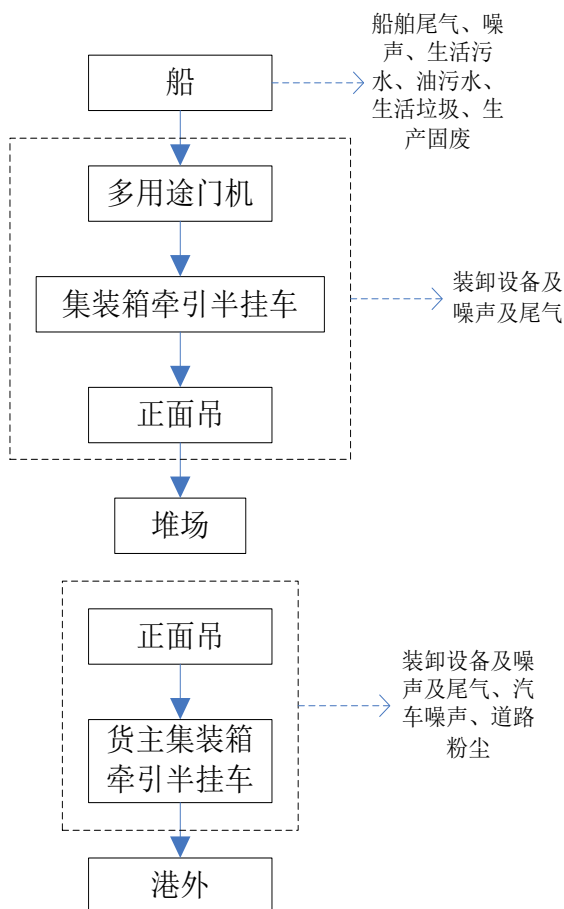 船
船舶尾气、噪
声、生活污
水、油污水、
生活垃圾、生
产固废
多用途门机
集装箱牵引半挂车
装卸设备及
噪声及尾气
正面吊
堆场
正面吊
装卸设备及噪
声及尾气、汽
车噪声、道路
粉尘
货主集装箱
牵引半挂车
港外